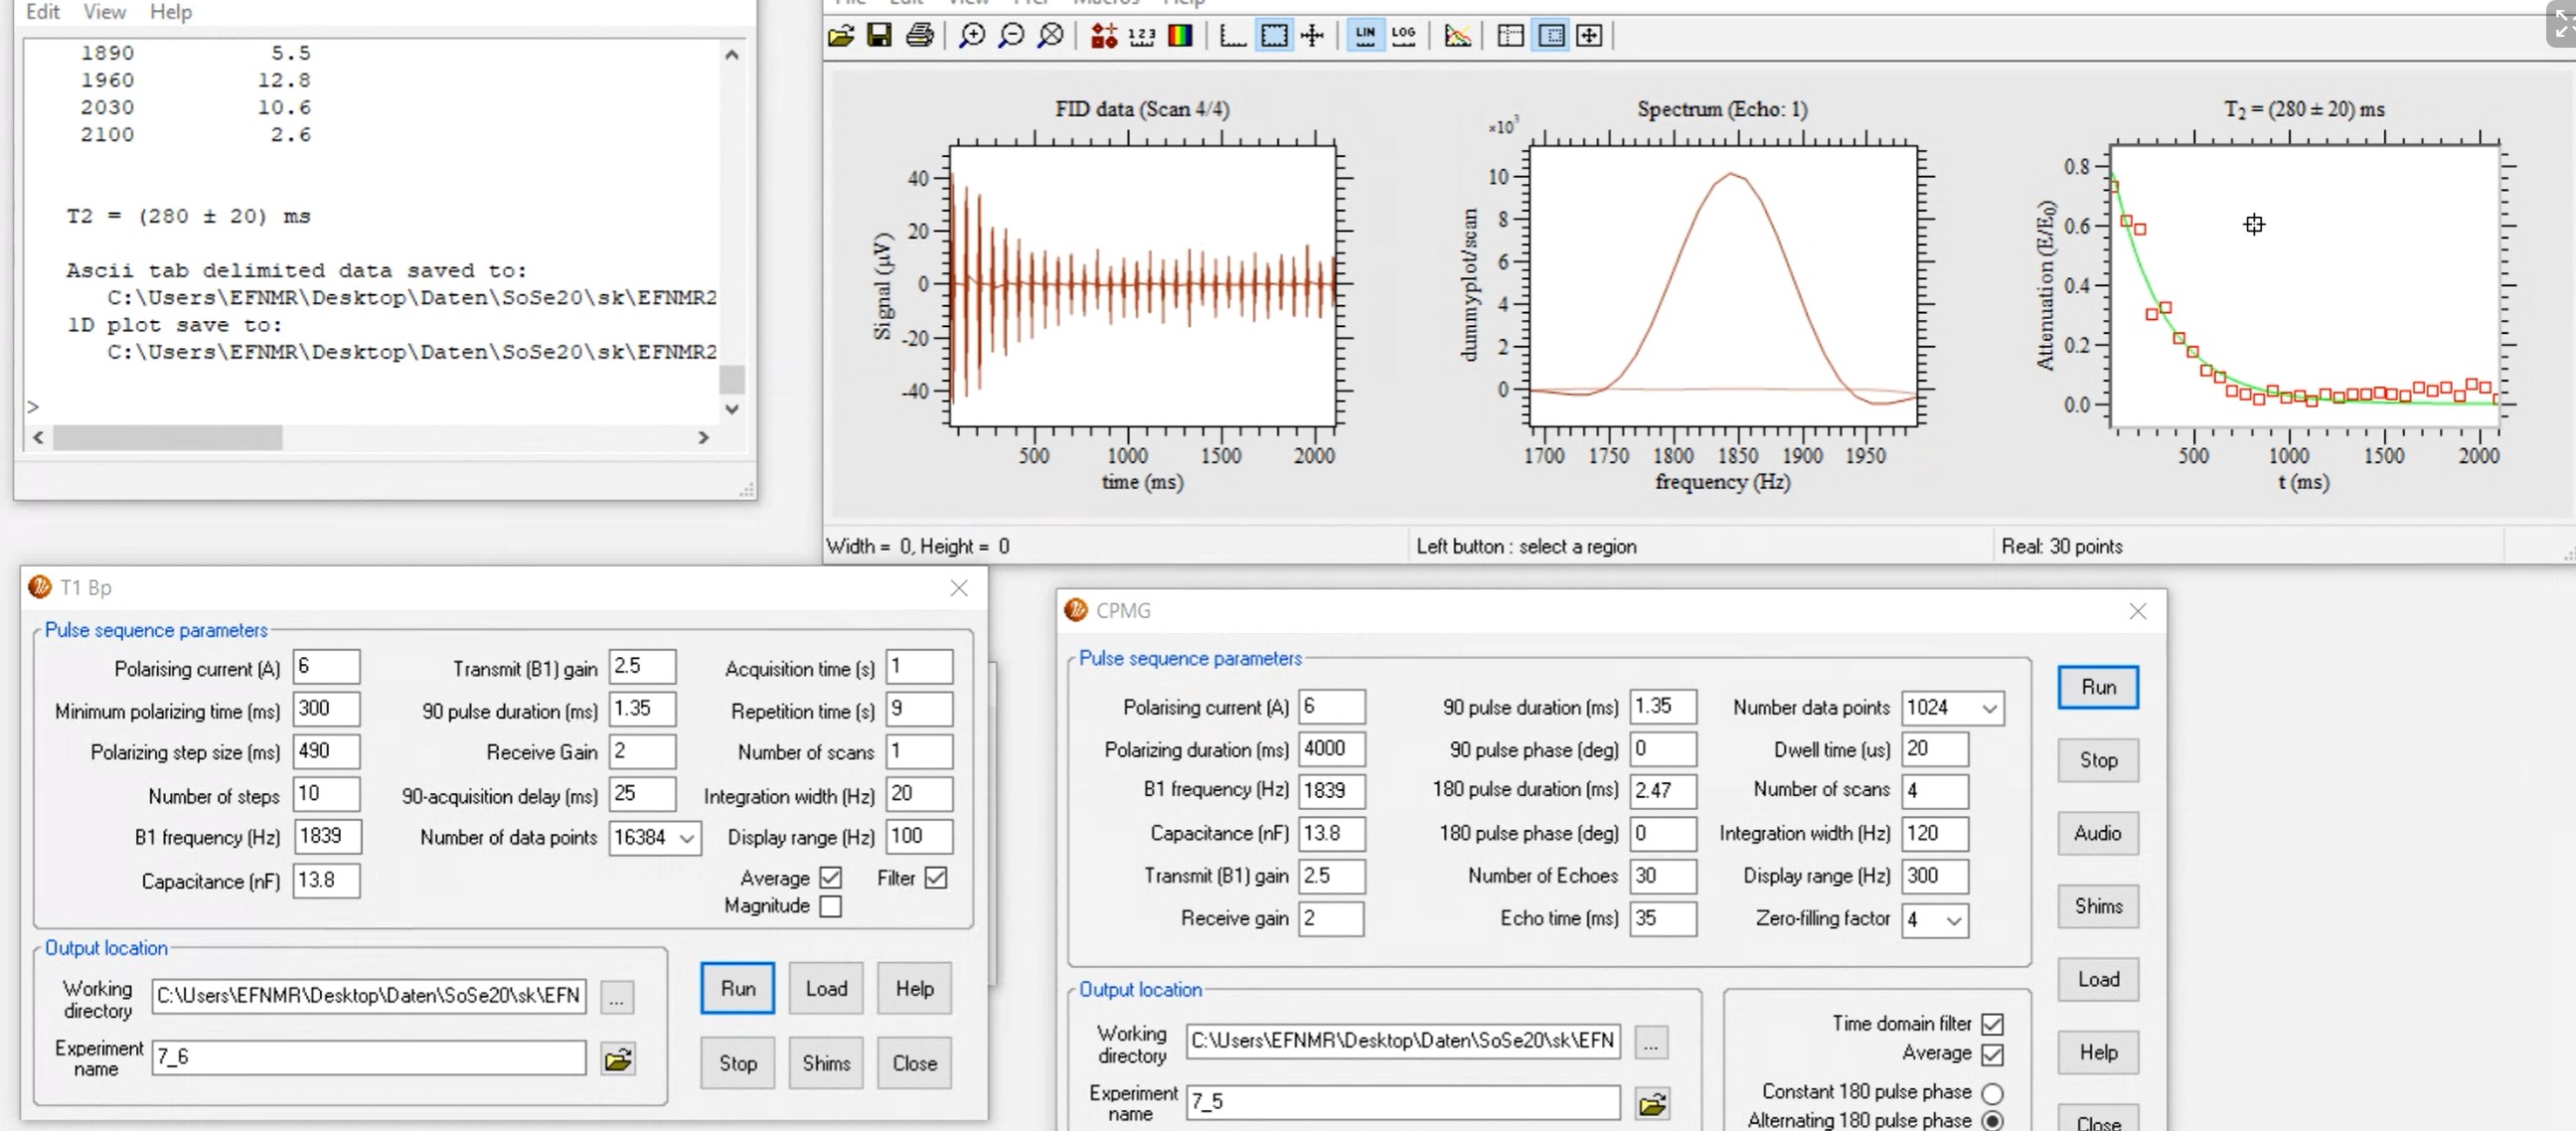 Edit View Help
1890 5.5
1960 12.8
2030 10.6
2100 2.6
T2 = (280 ± 20) ms
Ascii tab delimited data saved to:
C:\Users\EFNMR\Desktop\Daten\SoSe20\sk\EFNMR2
1D plot save to:
C:\Users\EFNMR\Desktop\Daten\SoSe20\sk\EFNMR2
>
File Edit View Pref Macros Help
1 2 3
LIN
LOG
FID data (Scan 4/4)
Signal (µV)
40
20
0
-20
-40
500 1000 1500 2000
time (ms)
Spectrum (Echo: 1)
×10³
dummyplot/scan
10
8
6
4
2
0
1700 1750 1800 1850 1900 1950
frequency (Hz)
T₂ = (280 ± 20) ms
Attenuation (E/E₀)
0.8
0.6
0.4
0.2
0.0
500 1000 1500 2000
t (ms)
Width = 0, Height = 0
Left button : select a region
Real: 30 points
T1 Bp
Pulse sequence parameters
Polarising current (A) 6
Minimum polarizing time (ms) 300
Polarizing step size (ms) 490
Number of steps 10
B1 frequency (Hz) 1839
Capacitance (nF) 13.8
Transmit (B1) gain 2.5
90 pulse duration (ms) 1.35
Receive Gain 2
90-acquisition delay (ms) 25
Number of data points 16384
Acquisition time (s) 1
Repetition time (s) 9
Number of scans 1
Integration width (Hz) 20
Display range (Hz) 100
Average
Filter
Magnitude
Output location
Working directory C:\Users\EFNMR\Desktop\Daten\SoSe20\sk\EFN
...
Experiment name 7_6
Run Load Help
Stop Shims Close
CPMG
Pulse sequence parameters
Polarising current (A) 6
Polarizing duration (ms) 4000
B1 frequency (Hz) 1839
Capacitance (nF) 13.8
Transmit (B1) gain 2.5
Receive gain 2
90 pulse duration (ms) 1.35
90 pulse phase (deg) 0
180 pulse duration (ms) 2.47
180 pulse phase (deg) 0
Number of Echoes 30
Echo time (ms) 35
Number data points 1024
Dwell time (us) 20
Number of scans 4
Integration width (Hz) 120
Display range (Hz) 300
Zero-filling factor 4
Run
Stop
Audio
Shims
Load
Help
Close
Output location
Working directory C:\Users\EFNMR\Desktop\Daten\SoSe20\sk\EFN
...
Experiment name 7_5
Time domain filter
Average
Constant 180 pulse phase
Alternating 180 pulse phase